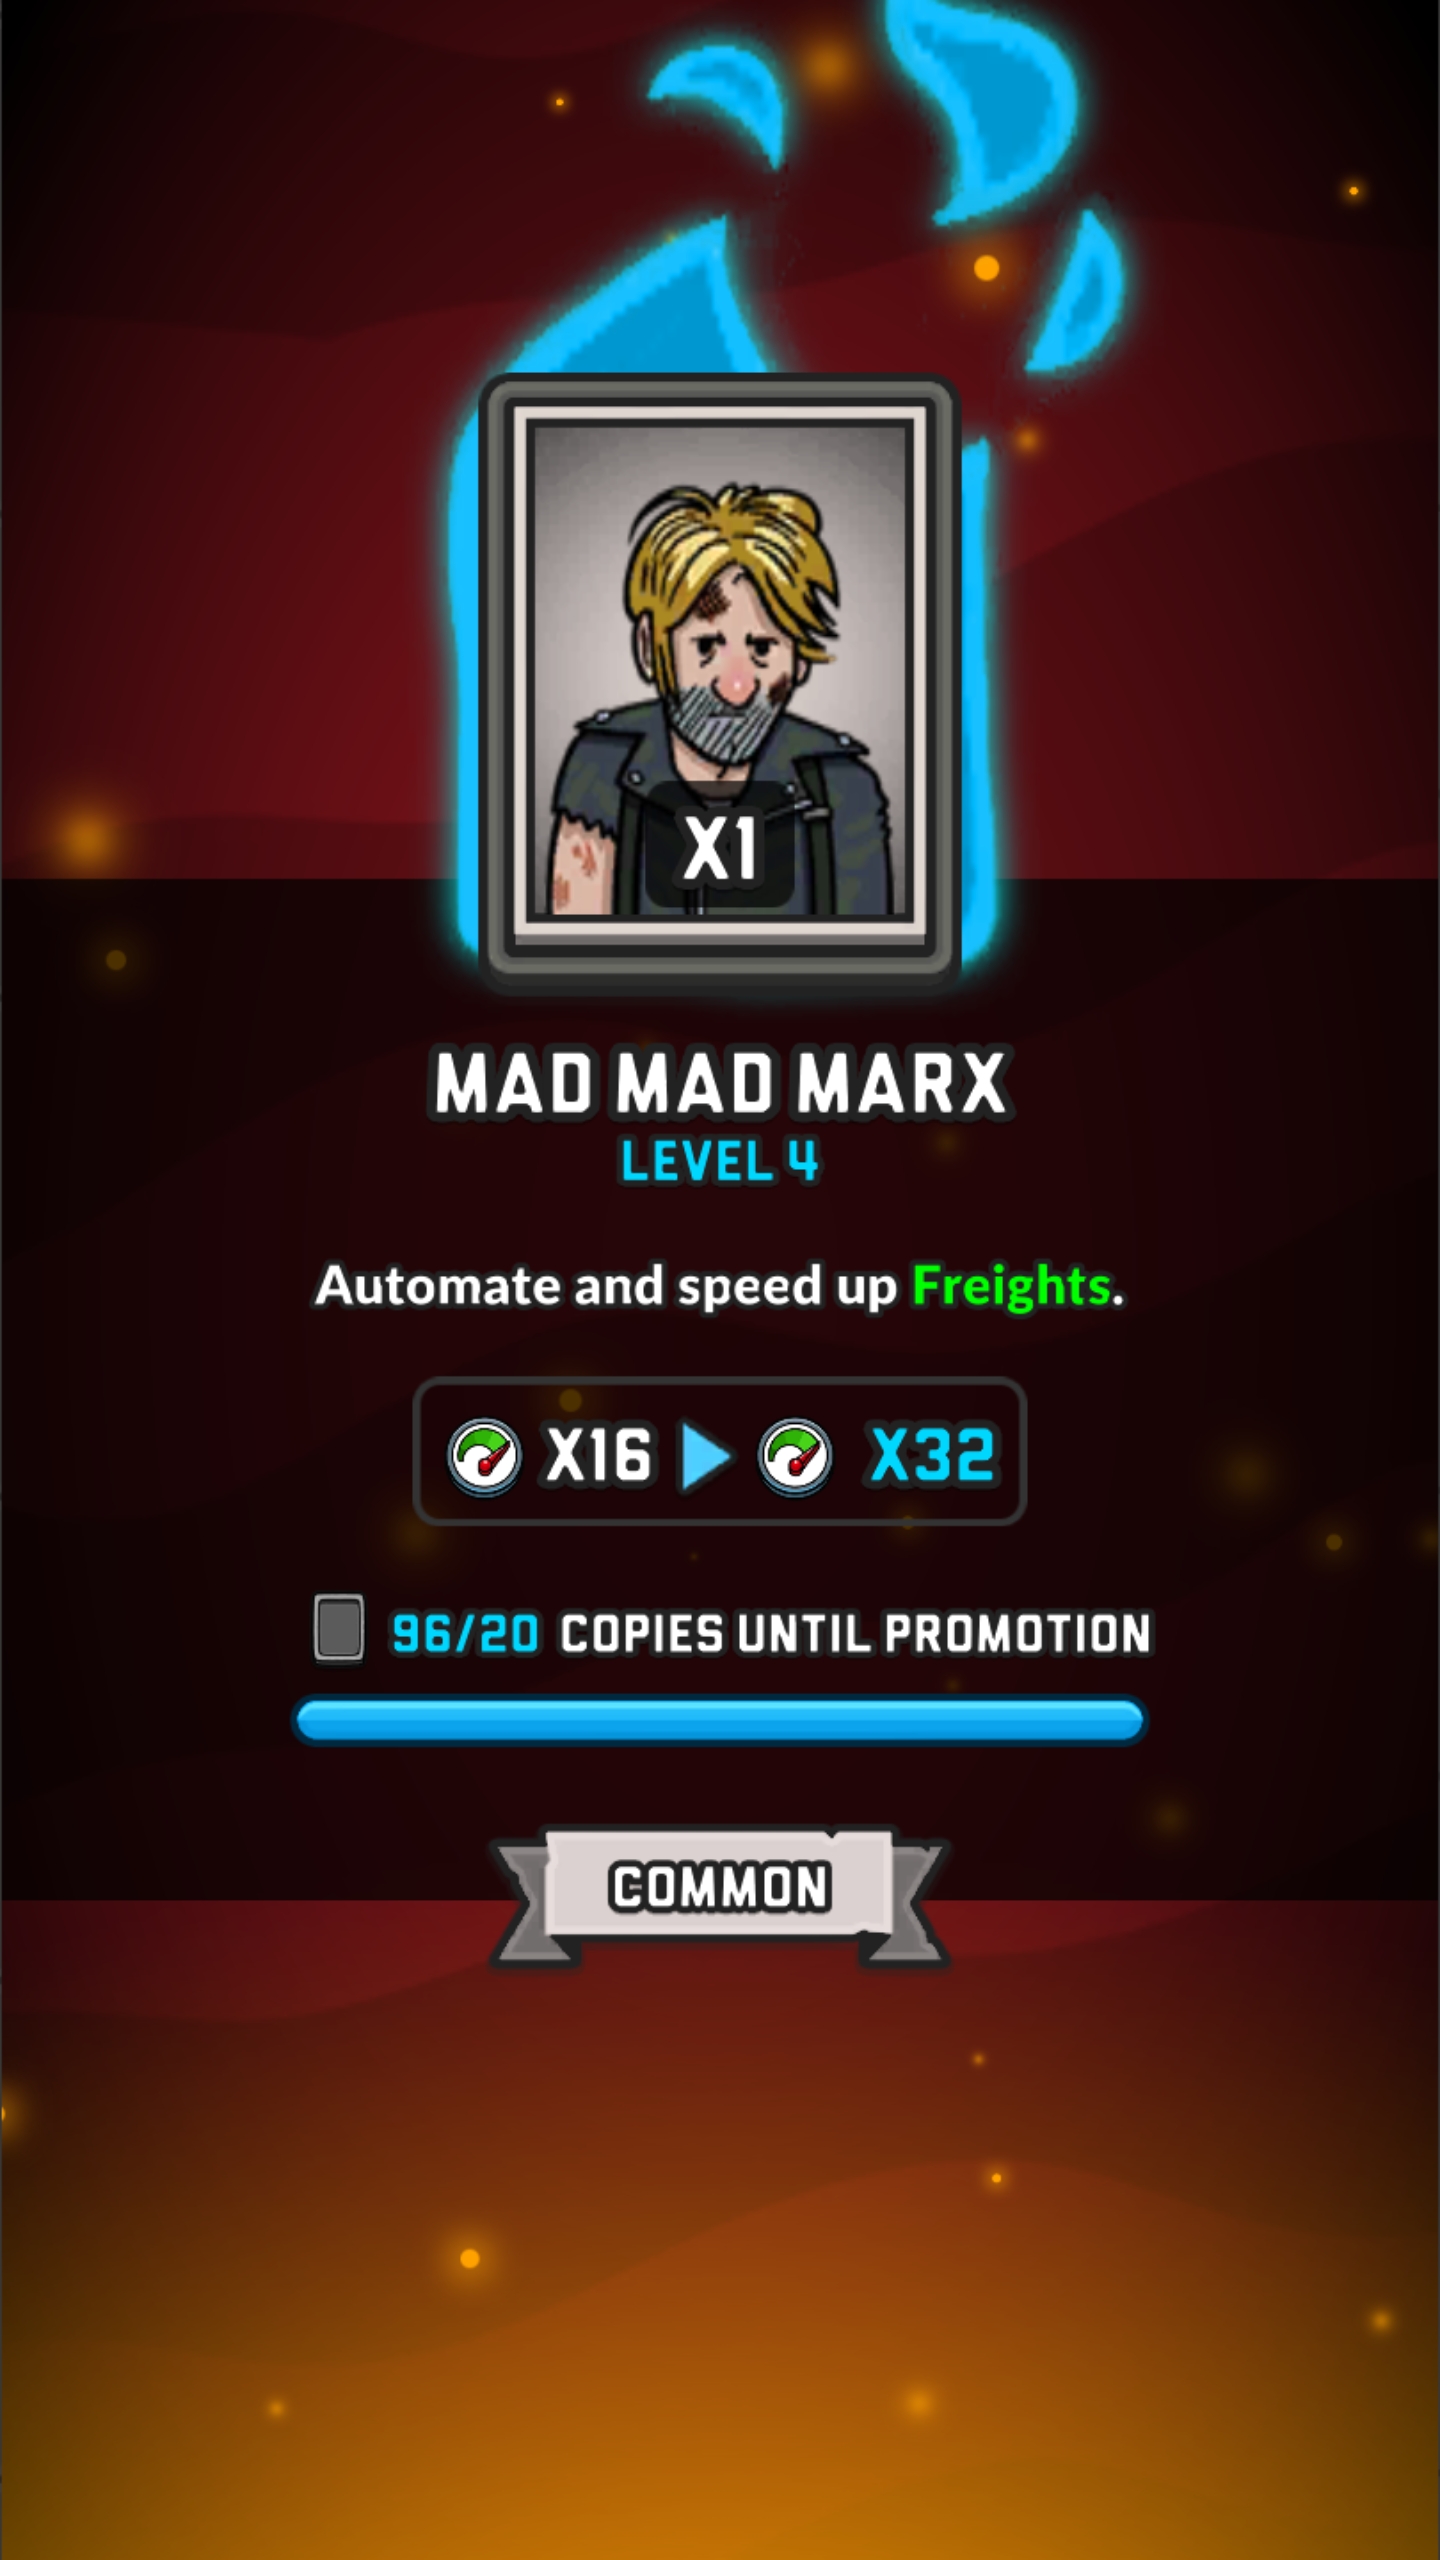 X1
MAD MAD MARX
LEVEL 4
Automate and speed up Freights.
X16 X32
96/20 COPIES UNTIL PROMOTION
COMMON